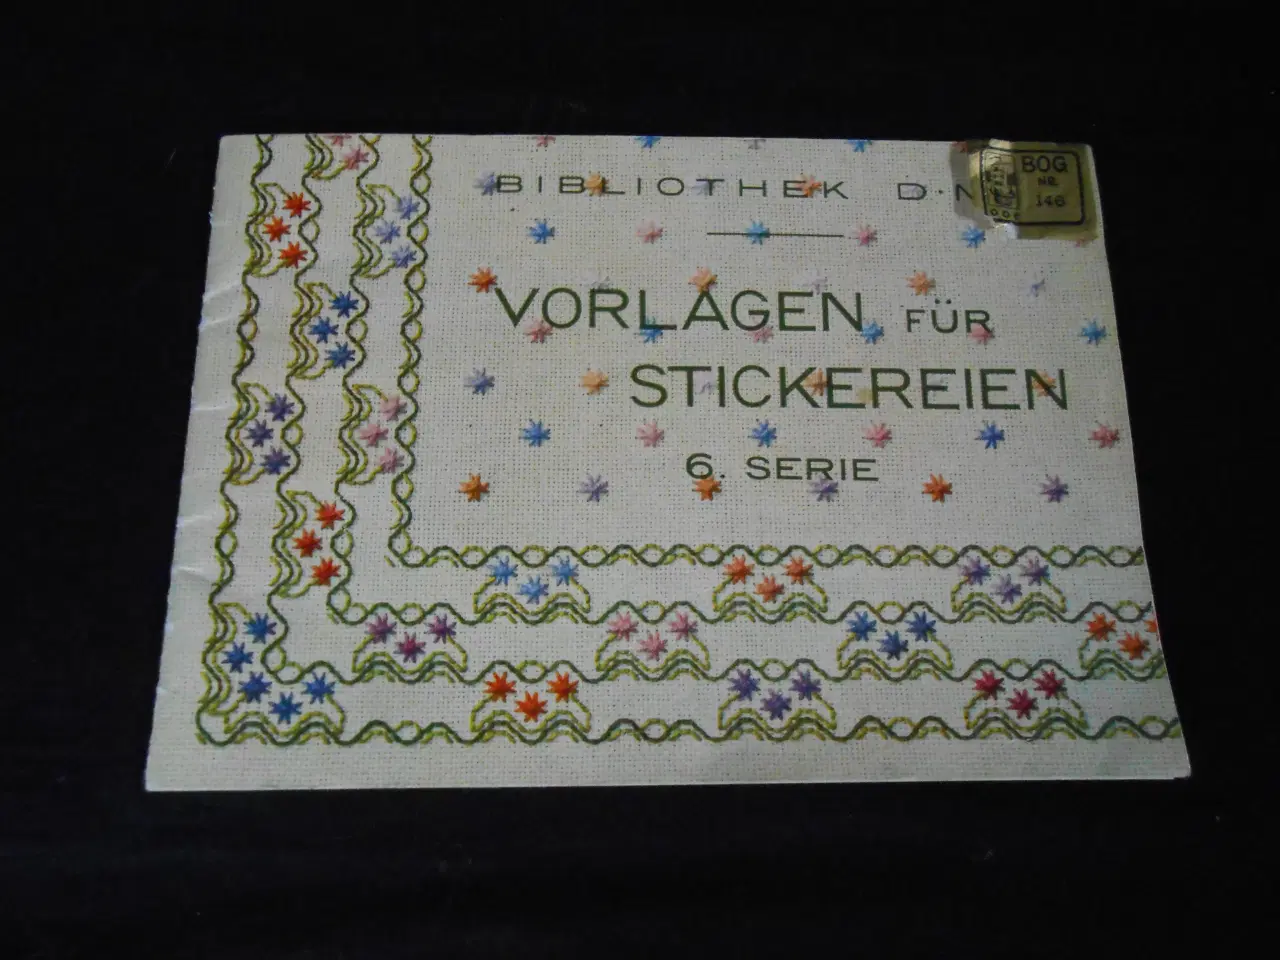 BIBLIOTHEK D·
BOG
NR.
146
VORLAGEN FÜR
STICKEREIEN
6. SERIE